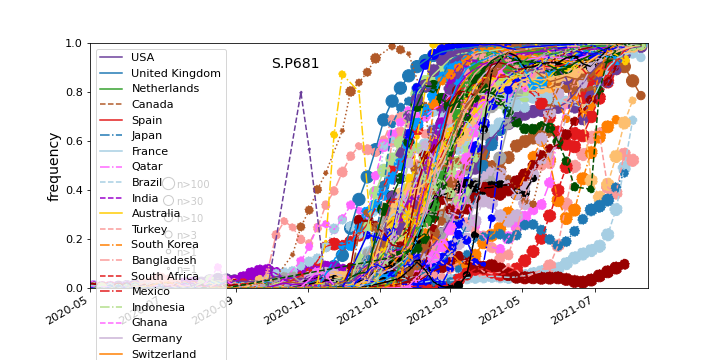 S.P681
frequency
1.0
0.8
0.6
0.4
0.2
0.0
USA
United Kingdom
Netherlands
Canada
Spain
Japan
France
Qatar
Brazil
India
Australia
Turkey
South Korea
Bangladesh
South Africa
Mexico
Indonesia
Ghana
Germany
Switzerland
n>100
n>30
n>10
n>3
n>1
2020-05
2020-09
2020-11
2021-01
2021-03
2021-05
2021-07